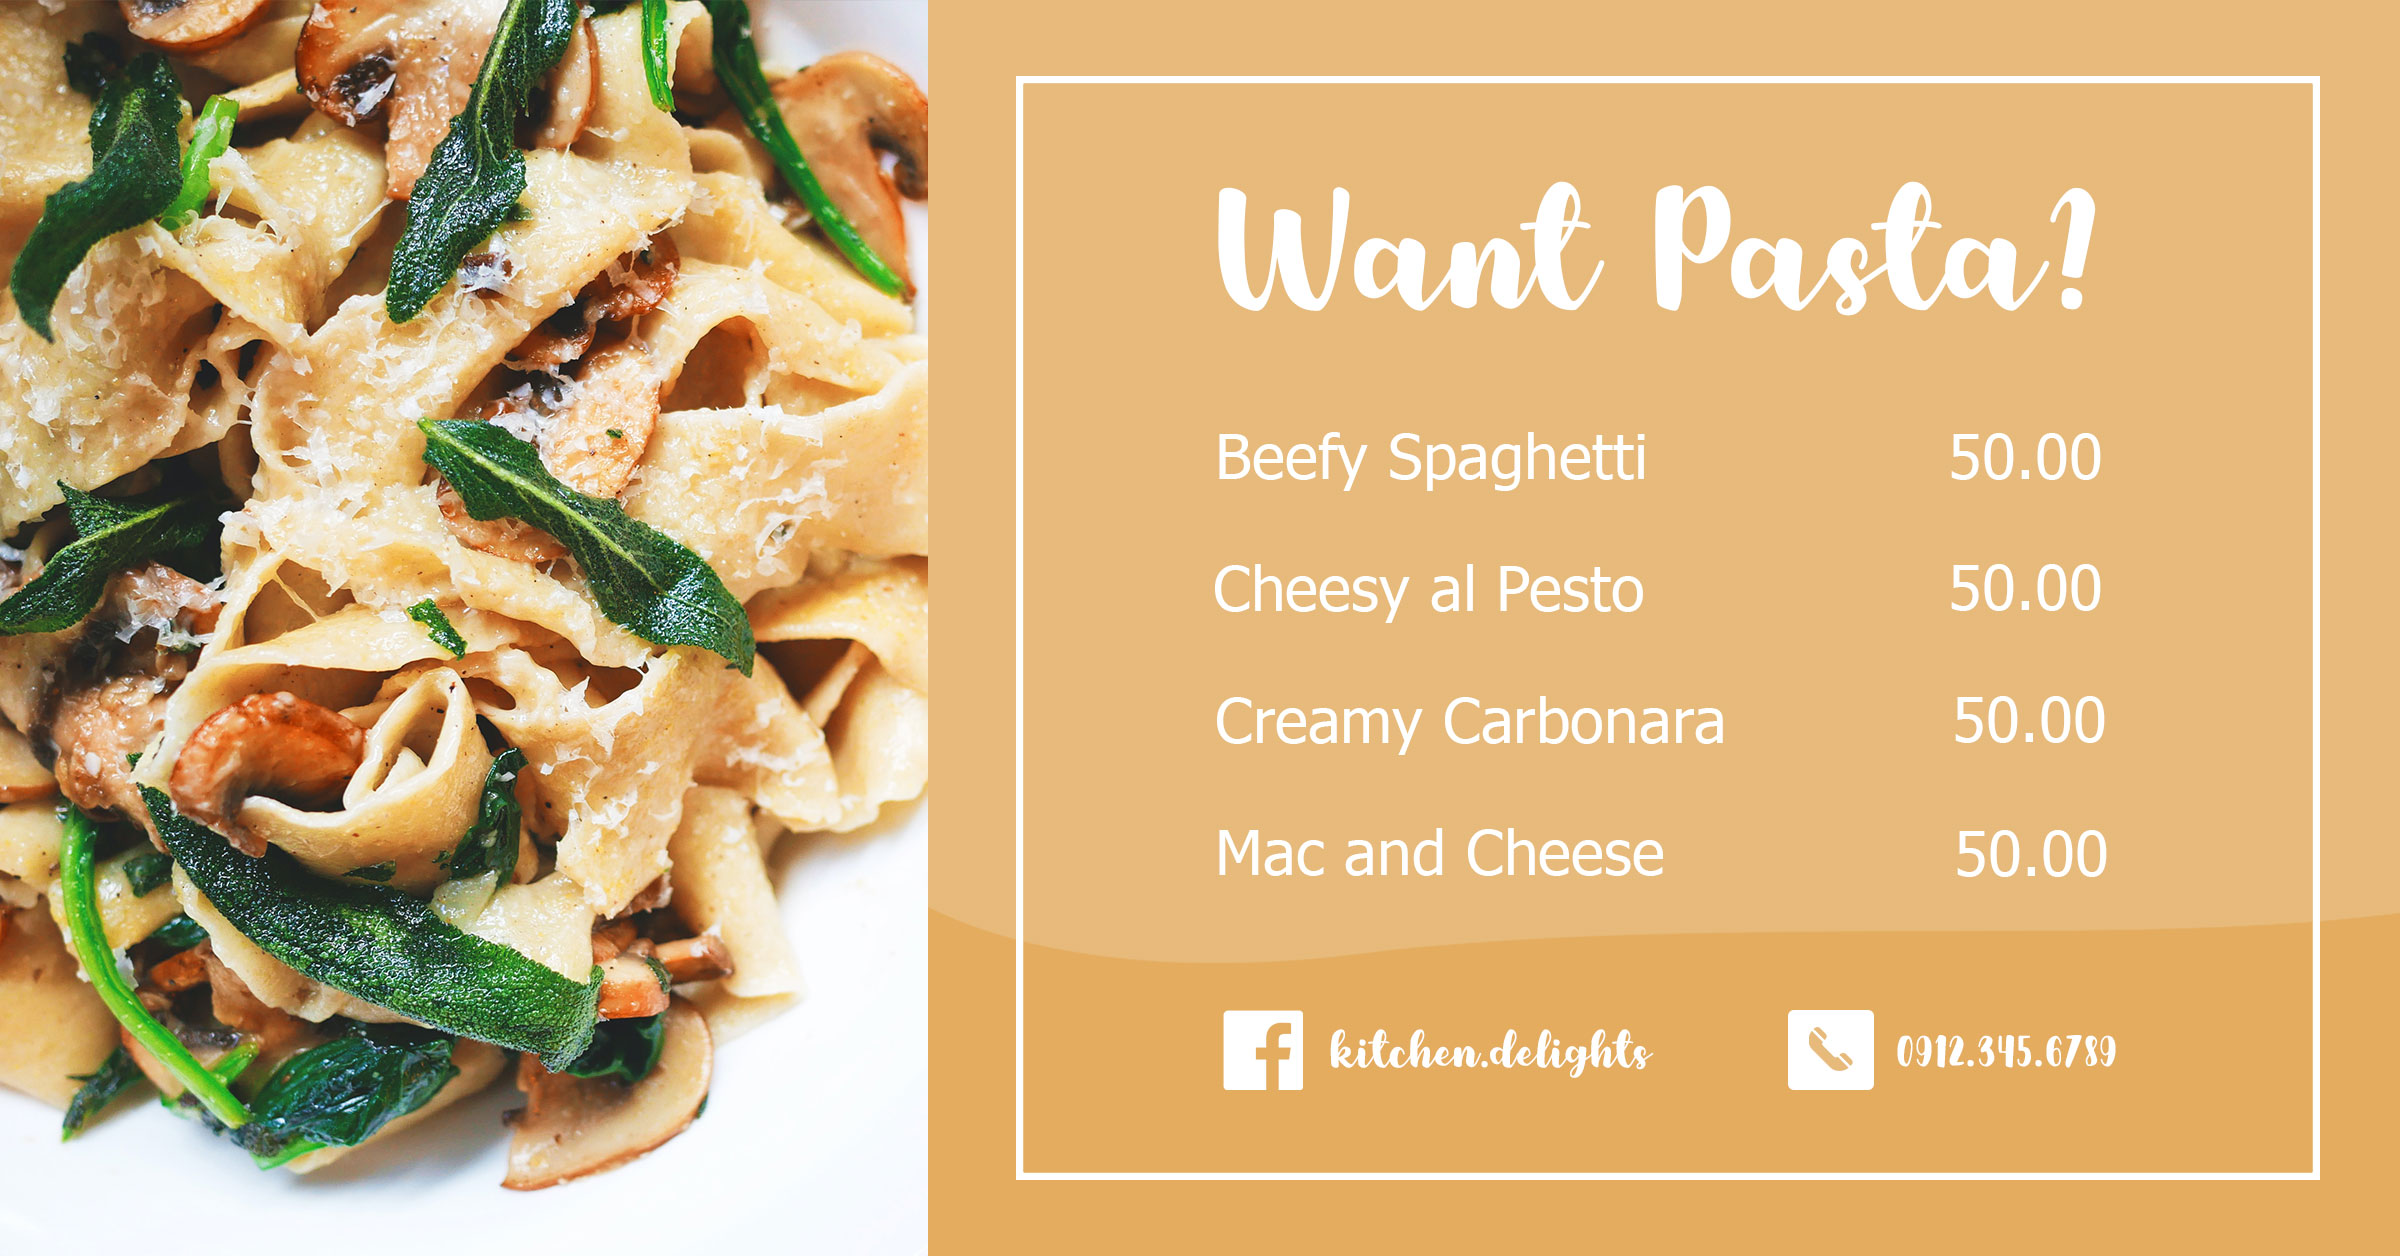 Want Pasta?
Beefy Spaghetti 50.00
Cheesy al Pesto 50.00
Creamy Carbonara 50.00
Mac and Cheese 50.00
kitchen.delights 0912.345.6789